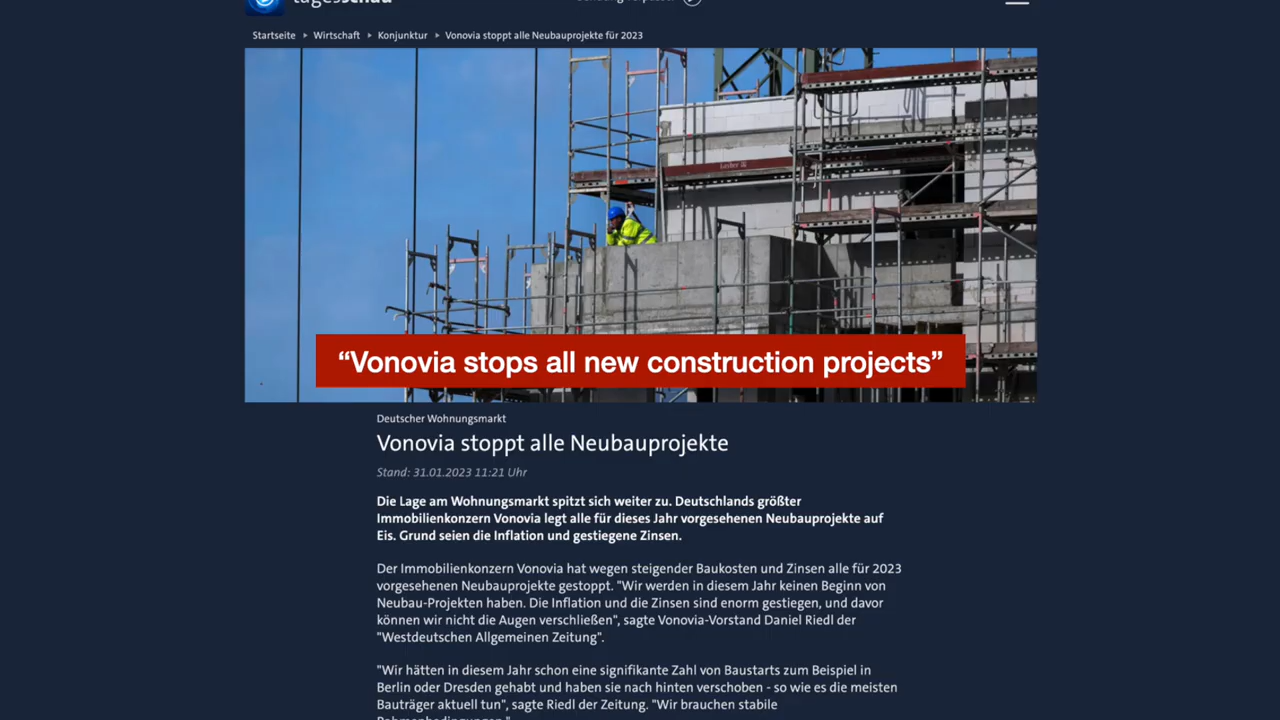 tagesschau
Startseite ▸ Wirtschaft ▸ Konjunktur ▸ Vonovia stoppt alle Neubauprojekte für 2023
“Vonovia stops all new construction projects”
Deutscher Wohnungsmarkt
Vonovia stoppt alle Neubauprojekte
Stand: 31.01.2023 11:21 Uhr
Die Lage am Wohnungsmarkt spitzt sich weiter zu. Deutschlands größter
Immobilienkonzern Vonovia legt alle für dieses Jahr vorgesehenen Neubauprojekte auf
Eis. Grund seien die Inflation und gestiegene Zinsen.
Der Immobilienkonzern Vonovia hat wegen steigender Baukosten und Zinsen alle für 2023
vorgesehenen Neubauprojekte gestoppt. "Wir werden in diesem Jahr keinen Beginn von
Neubau-Projekten haben. Die Inflation und die Zinsen sind enorm gestiegen, und davor
können wir nicht die Augen verschließen", sagte Vonovia-Vorstand Daniel Riedl der
"Westdeutschen Allgemeinen Zeitung".
"Wir hätten in diesem Jahr schon eine signifikante Zahl von Baustarts zum Beispiel in
Berlin oder Dresden gehabt und haben sie nach hinten verschoben - so wie es die meisten
Bauträger aktuell tun", sagte Riedl der Zeitung. "Wir brauchen stabile